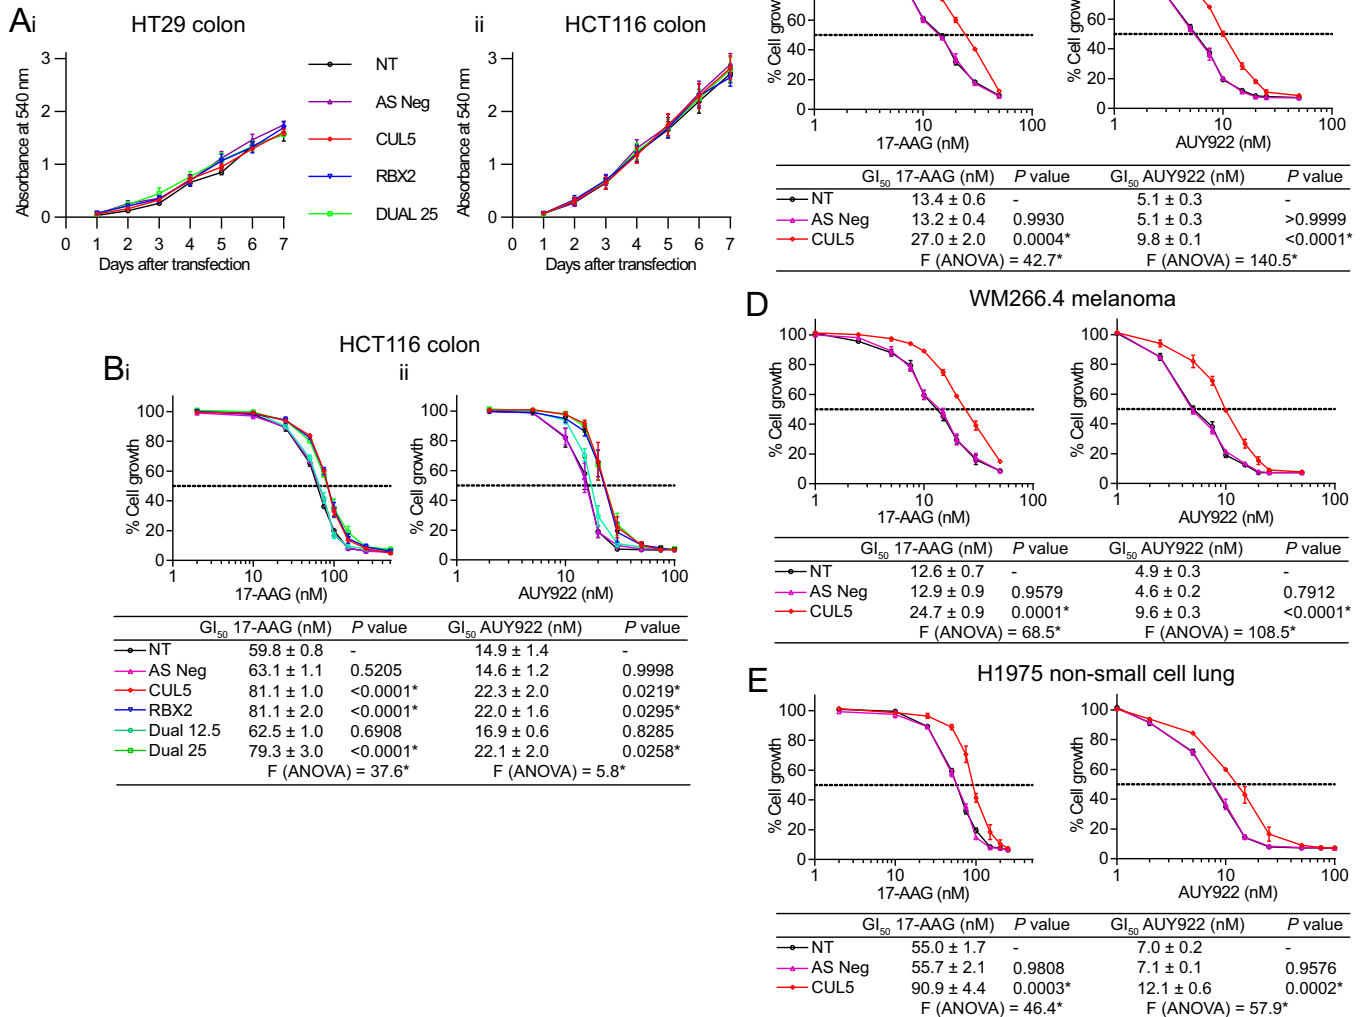 Ai
HT29 colon
ii
HCT116 colon
Absorbance at 540 nm
3
2
1
0
0 1 2 3 4 5 6 7
Days after transfection
NT
AS Neg
CUL5
RBX2
DUAL 25
Absorbance at 540 nm
3
2
1
0
0 1 2 3 4 5 6 7
Days after transfection
% Cell growth
60
40
20
0
1 10 100
17-AAG (nM)
% Cell growth
60
40
20
0
1 10 100
AUY922 (nM)
GI50 17-AAG (nM) P value GI50 AUY922 (nM) P value
NT 13.4 ± 0.6 - 5.1 ± 0.3 -
AS Neg 13.2 ± 0.4 0.9930 5.1 ± 0.3 >0.9999
CUL5 27.0 ± 2.0 0.0004* 9.8 ± 0.1 <0.0001*
F (ANOVA) = 42.7* F (ANOVA) = 140.5*
HCT116 colon
Bi
ii
% Cell growth
100
80
60
40
20
0
1 10 100
17-AAG (nM)
% Cell growth
100
80
60
40
20
0
1 10 100
AUY922 (nM)
GI50 17-AAG (nM) P value GI50 AUY922 (nM) P value
NT 59.8 ± 0.8 - 14.9 ± 1.4 -
AS Neg 63.1 ± 1.1 0.5205 14.6 ± 1.2 0.9998
CUL5 81.1 ± 1.0 <0.0001* 22.3 ± 2.0 0.0219*
RBX2 81.1 ± 2.0 <0.0001* 22.0 ± 1.6 0.0295*
Dual 12.5 62.5 ± 1.0 0.6908 16.9 ± 0.6 0.8285
Dual 25 79.3 ± 3.0 <0.0001* 22.1 ± 2.0 0.0258*
F (ANOVA) = 37.6* F (ANOVA) = 5.8*
D
WM266.4 melanoma
% Cell growth
100
80
60
40
20
0
1 10 100
17-AAG (nM)
% Cell growth
100
80
60
40
20
0
1 10 100
AUY922 (nM)
GI50 17-AAG (nM) P value GI50 AUY922 (nM) P value
NT 12.6 ± 0.7 - 4.9 ± 0.3 -
AS Neg 12.9 ± 0.9 0.9579 4.6 ± 0.2 0.7912
CUL5 24.7 ± 0.9 0.0001* 9.6 ± 0.3 <0.0001*
F (ANOVA) = 68.5* F (ANOVA) = 108.5*
E
H1975 non-small cell lung
% Cell growth
100
80
60
40
20
0
1 10 100
17-AAG (nM)
% Cell growth
100
80
60
40
20
0
1 10 100
AUY922 (nM)
GI50 17-AAG (nM) P value GI50 AUY922 (nM) P value
NT 55.0 ± 1.7 - 7.0 ± 0.2 -
AS Neg 55.7 ± 2.1 0.9808 7.1 ± 0.1 0.9576
CUL5 90.9 ± 4.4 0.0003* 12.1 ± 0.6 0.0002*
F (ANOVA) = 46.4* F (ANOVA) = 57.9*